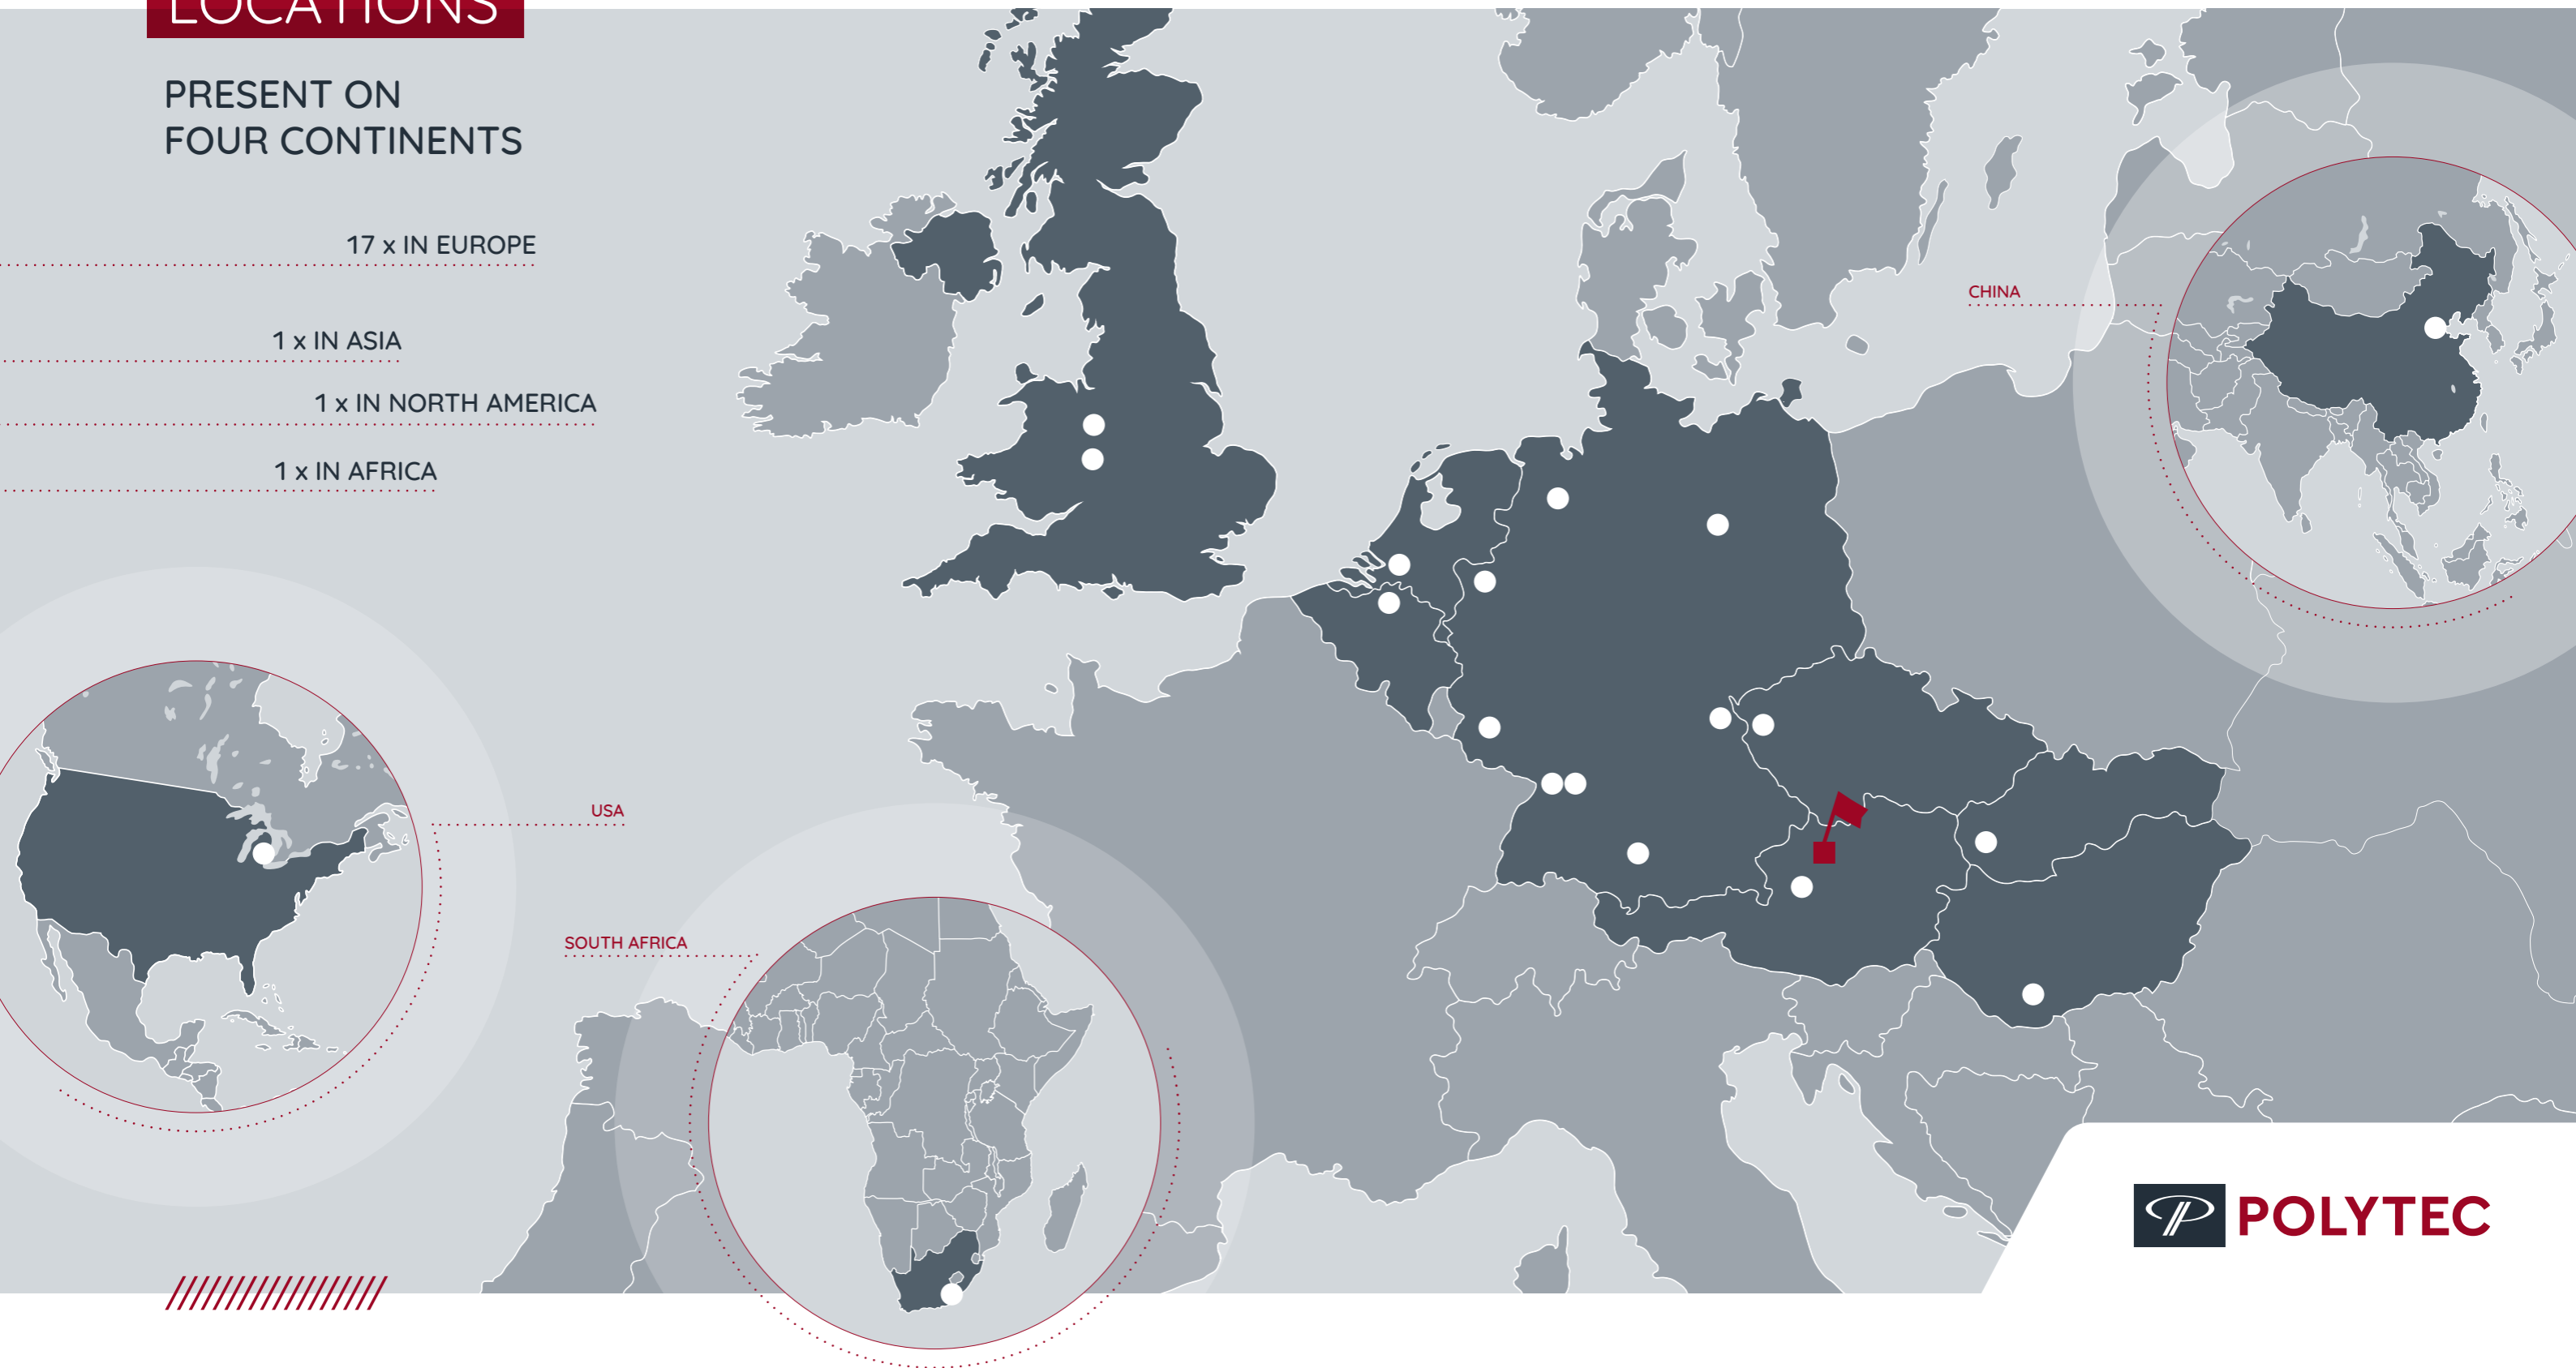 LOCATIONS
PRESENT ON
FOUR CONTINENTS
17 x IN EUROPE
1 x IN ASIA
1 x IN NORTH AMERICA
1 x IN AFRICA
CHINA
USA
SOUTH AFRICA
POLYTEC